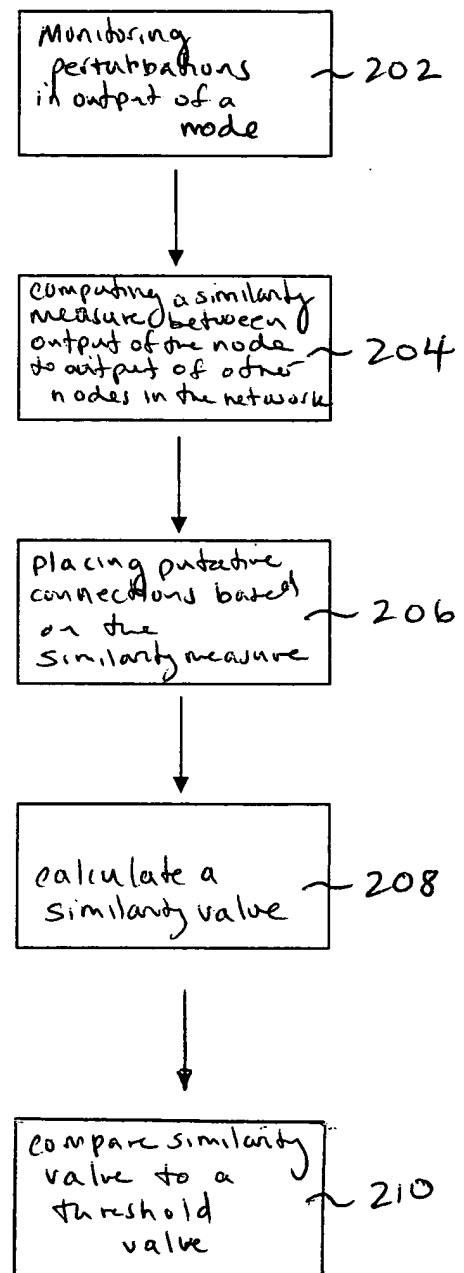 Monitoring
perturbations
in output of a
node
202
computing a similarity
measure between
output of the node
to output of other
nodes in the network
204
placing putative
connections based
on the
similarity measure
206
calculate a
similarity value
208
compare similarity
value to a
threshold
value
210